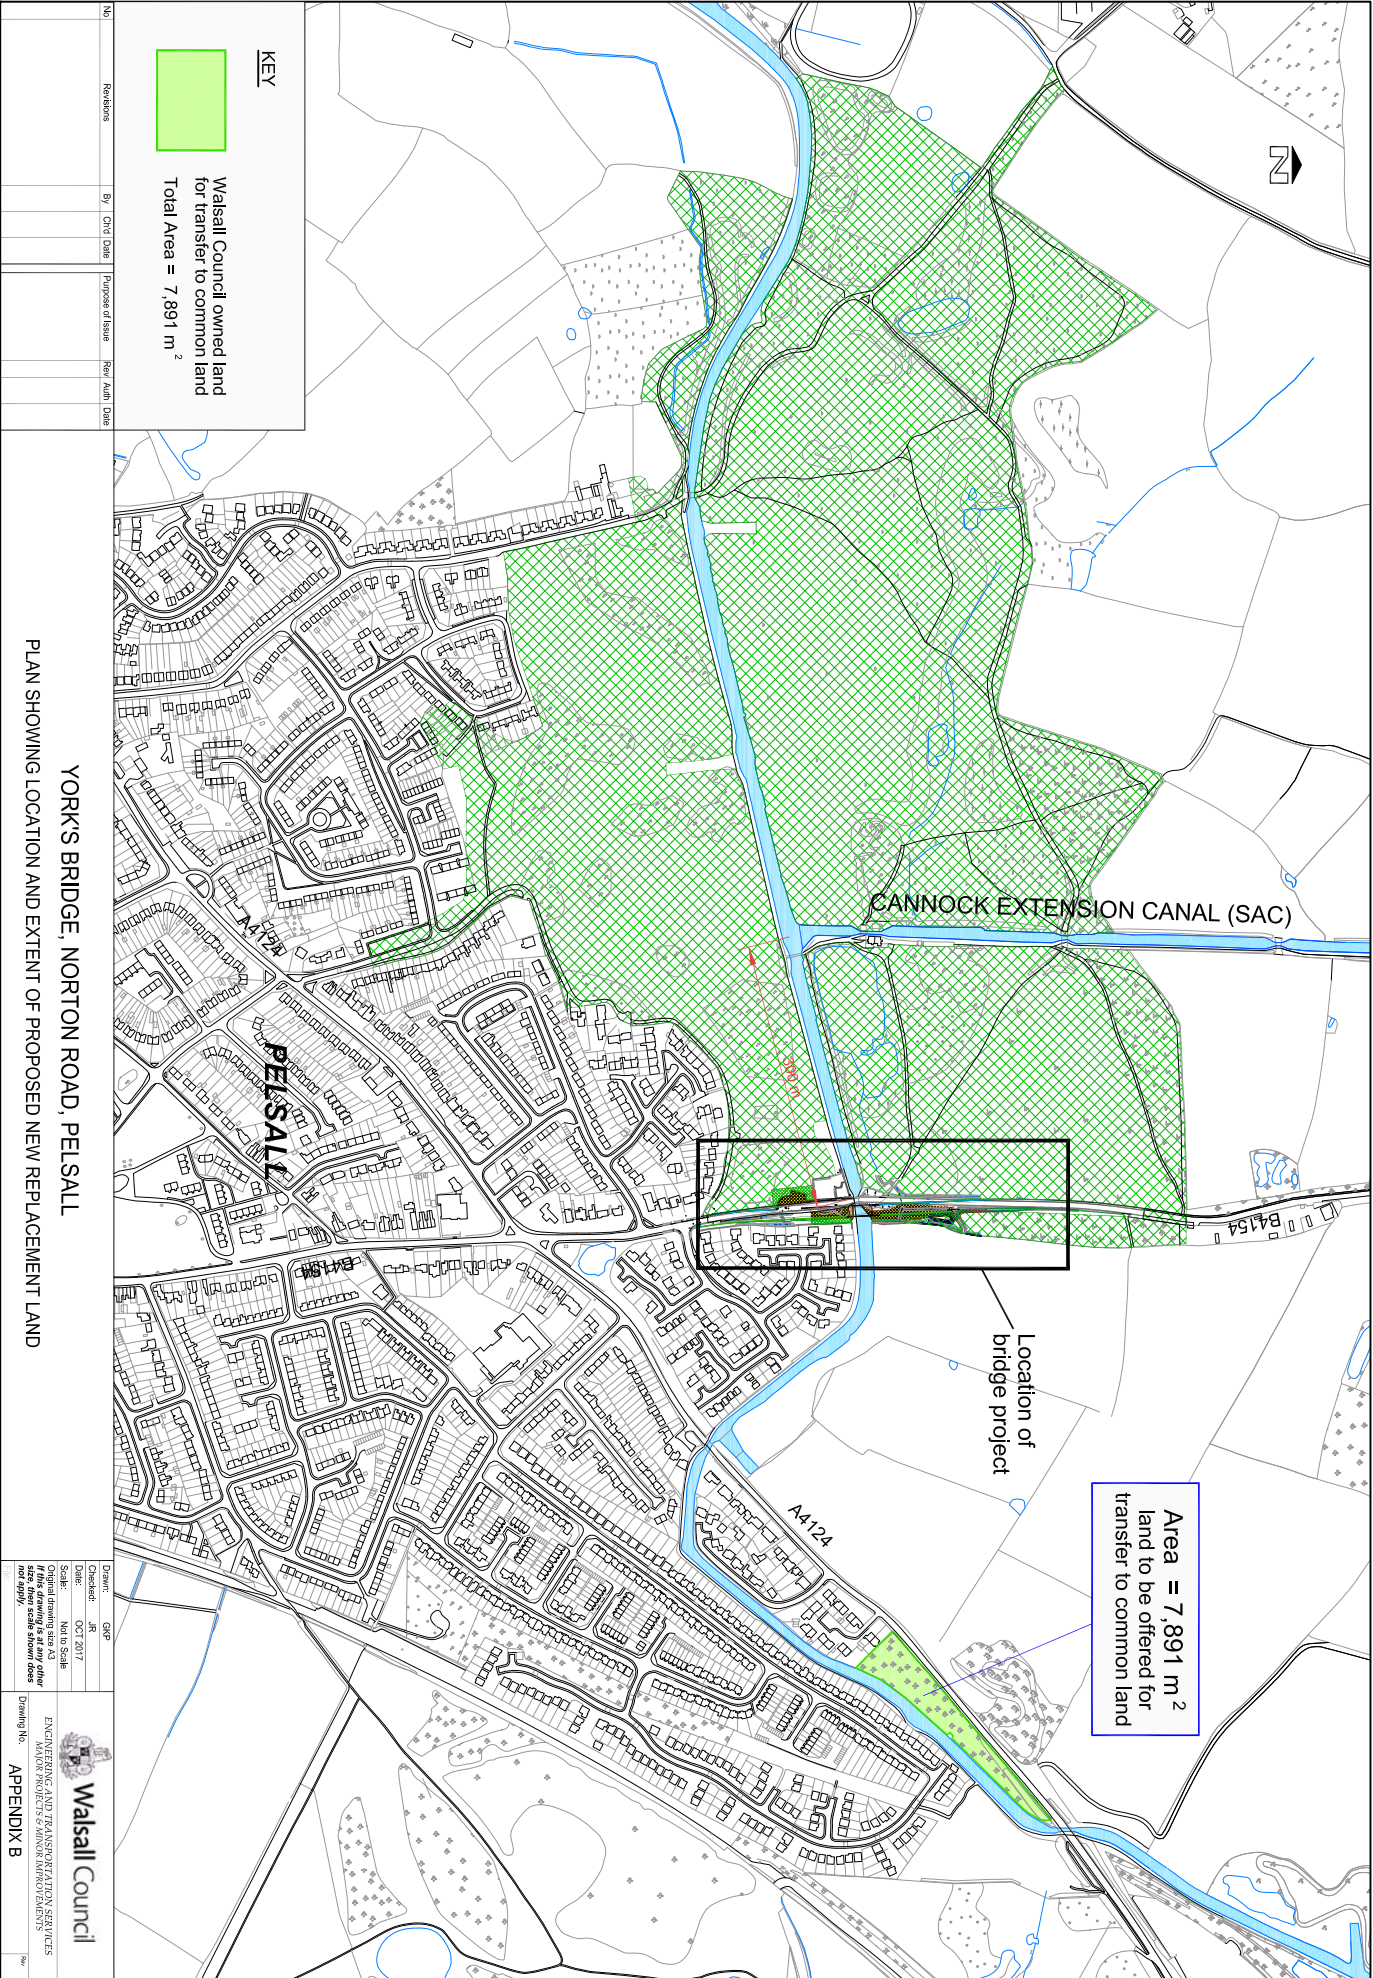 KEY
Walsall Council owned land
for transfer to common land
Total Area = 7,891 m²
N
CANNOCK EXTENSION CANAL (SAC)
300 m
B4154
Location of
bridge project
Area = 7,891 m²
land to be offered for
transfer to common land
A4124
A4124
PELSALL
B4154
No
Revisions
By
Ch'd
Date
Purpose of Issue
Rev
Auth
Date
YORK'S BRIDGE, NORTON ROAD, PELSALL
PLAN SHOWING LOCATION AND EXTENT OF PROPOSED NEW REPLACEMENT LAND
Drawn: GKP
Checked: JR
Date: OCT 2017
Scale: Not to Scale
Original drawing size A3
If this drawing is at any other
size, then scale shown does
not apply.
Walsall Council
ENGINEERING AND TRANSPORTATION SERVICES
MAJOR PROJECTS & MINOR IMPROVEMENTS
Drawing No.
APPENDIX B
Rev